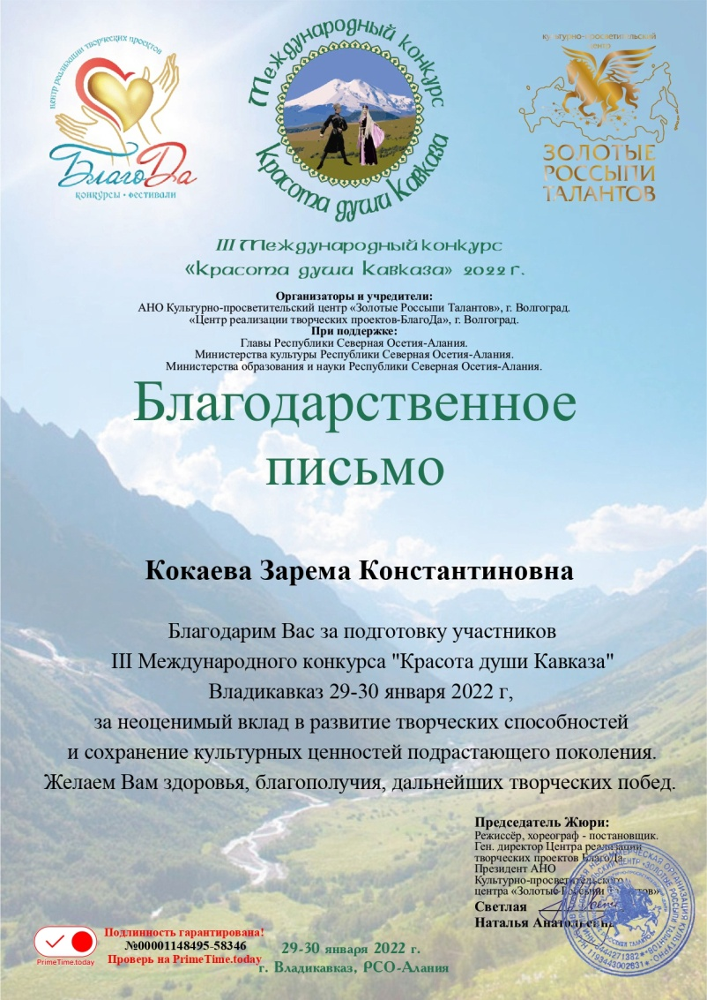 центр реализации творческих проектов
БлагоДа
конкурсы • фестивали
Международный конкурс
Красота души Кавказа
культурно-просветительский
центр
ЗОЛОТЫЕ
РОССЫПИ
ТАЛАНТОВ
III Международный конкурс
«Красота души Кавказа» 2022 г.
Организаторы и учредители:
АНО Культурно-просветительский центр «Золотые Россыпи Талантов», г. Волгоград.
«Центр реализации творческих проектов-БлагоДа», г. Волгоград.
При поддержке:
Главы Республики Северная Осетия-Алания.
Министерства культуры Республики Северная Осетия-Алания.
Министерства образования и науки Республики Северная Осетия-Алания.
Благодарственное
письмо
Кокаева Зарема Константиновна
Благодарим Вас за подготовку участников
III Международного конкурса "Красота души Кавказа"
Владикавказ 29-30 января 2022 г,
за неоценимый вклад в развитие творческих способностей
и сохранение культурных ценностей подрастающего поколения.
Желаем Вам здоровья, благополучия, дальнейших творческих побед.
Председатель Жюри:
Режиссёр, хореограф - постановщик.
Ген. директор Центра реализации
творческих проектов БлагоДа
Президент АНО
Культурно-просветительского
центра «Золотые Россыпи Талантов»
Светлая
Наталья Анатольевна
Подлинность гарантирована!
№00001148495-58346
Проверь на PrimeTime.today
PrimeTime.today
29-30 января 2022 г.
г. Владикавказ, РСО-Алания